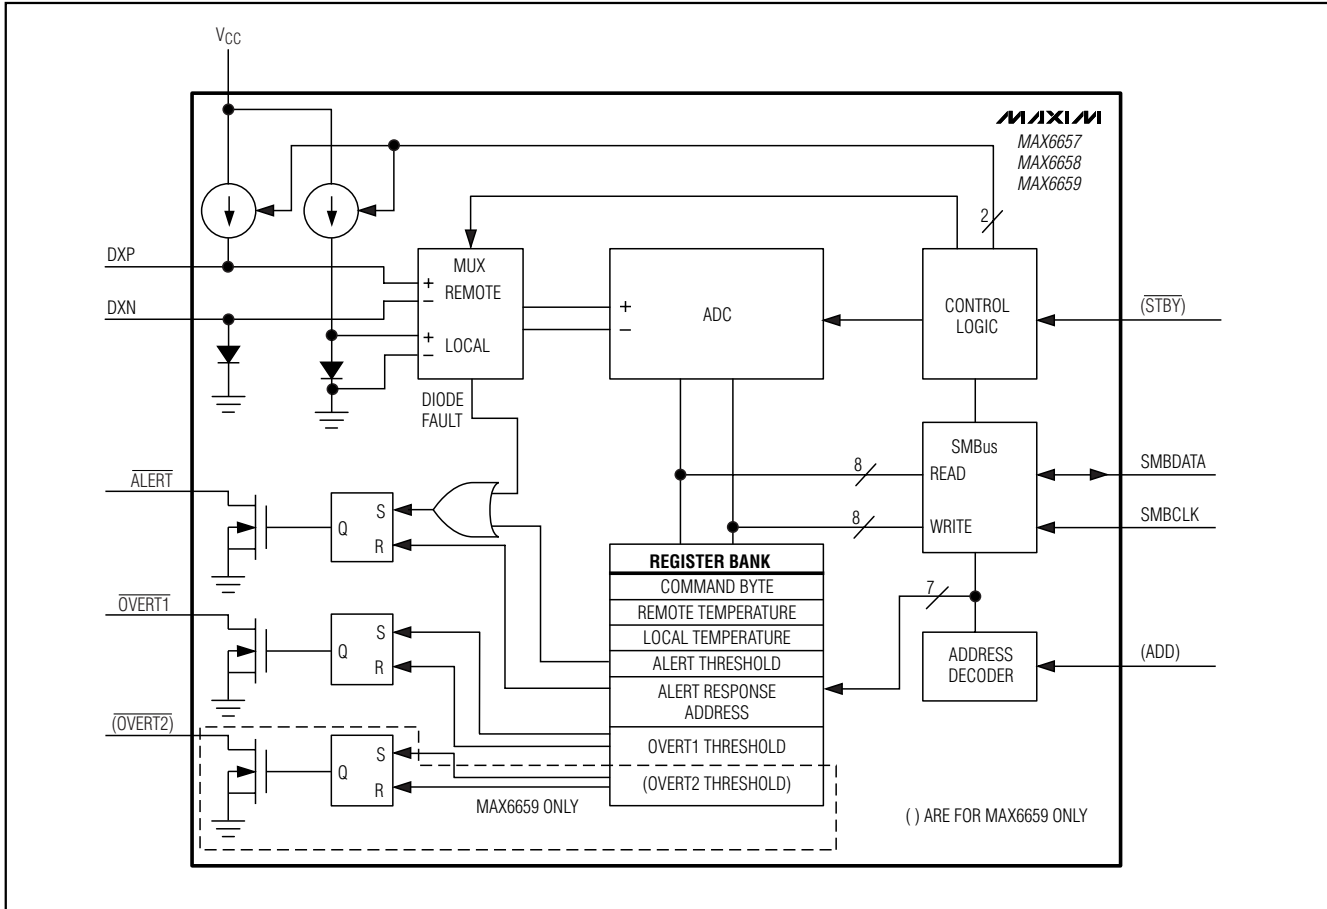 VCC
MAXIM
MAX6657
MAX6658
MAX6659
2
DXP
MUX
+
REMOTE
−
DXN
+
LOCAL
−
+
ADC
−
CONTROL
LOGIC
(STBY)
DIODE
FAULT
SMBus
8
READ
SMBDATA
8
WRITE
SMBCLK
ALERT
S
Q
R
REGISTER BANK
COMMAND BYTE
REMOTE TEMPERATURE
LOCAL TEMPERATURE
ALERT THRESHOLD
ALERT RESPONSE
ADDRESS
OVERT1 THRESHOLD
(OVERT2 THRESHOLD)
7
ADDRESS
DECODER
(ADD)
OVERT1
S
Q
R
(OVERT2)
S
Q
R
MAX6659 ONLY
( ) ARE FOR MAX6659 ONLY